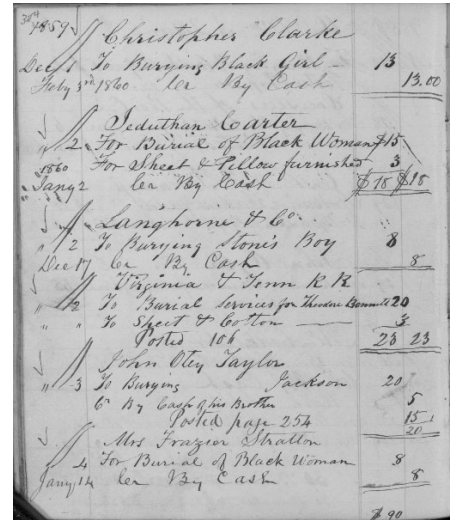 304
1859 Christopher Clarke
Dec 1 To Burying Black Girl 13
Feby 3rd 1860 Cr By Cash 13.00
Jeduthan Carter
" 2 For Burial of Black Woman $15
For Sheet & Pillow furnished 3
1860
Jany 2 Cr By Cash $18 $18
Langhorne & Co.
" 2 To Burying Stone's Boy 8
Dec 17 Cr By Cash 8
Virginia & Tenn R R
" 2 To Burial Services for Theodore 20
" " To Sheet & Cotton 3
Posted 106 23 23
John Otey Taylor
" 3 To Burying Jackson 20
Cr By Cash of his Brother 5
Posted page 254 15
20
Mrs Frazier Stratton
" 4 For Burial of Black Woman 8
Jany 14 Cr By Cash 8
$ 90